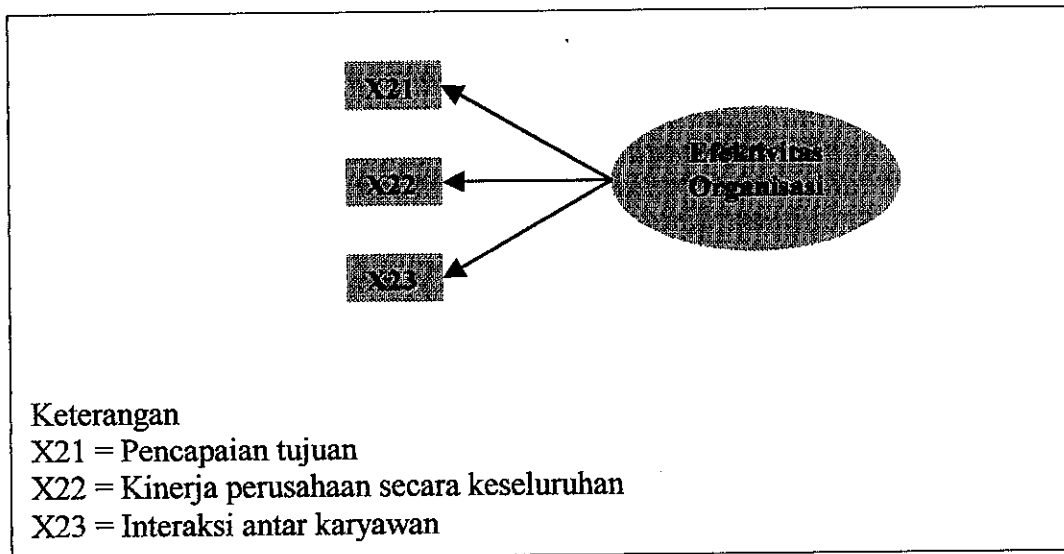 X21
X22
X23
Efektivitas
Organisasi
Keterangan
X21 = Pencapaian tujuan
X22 = Kinerja perusahaan secara keseluruhan
X23 = Interaksi antar karyawan